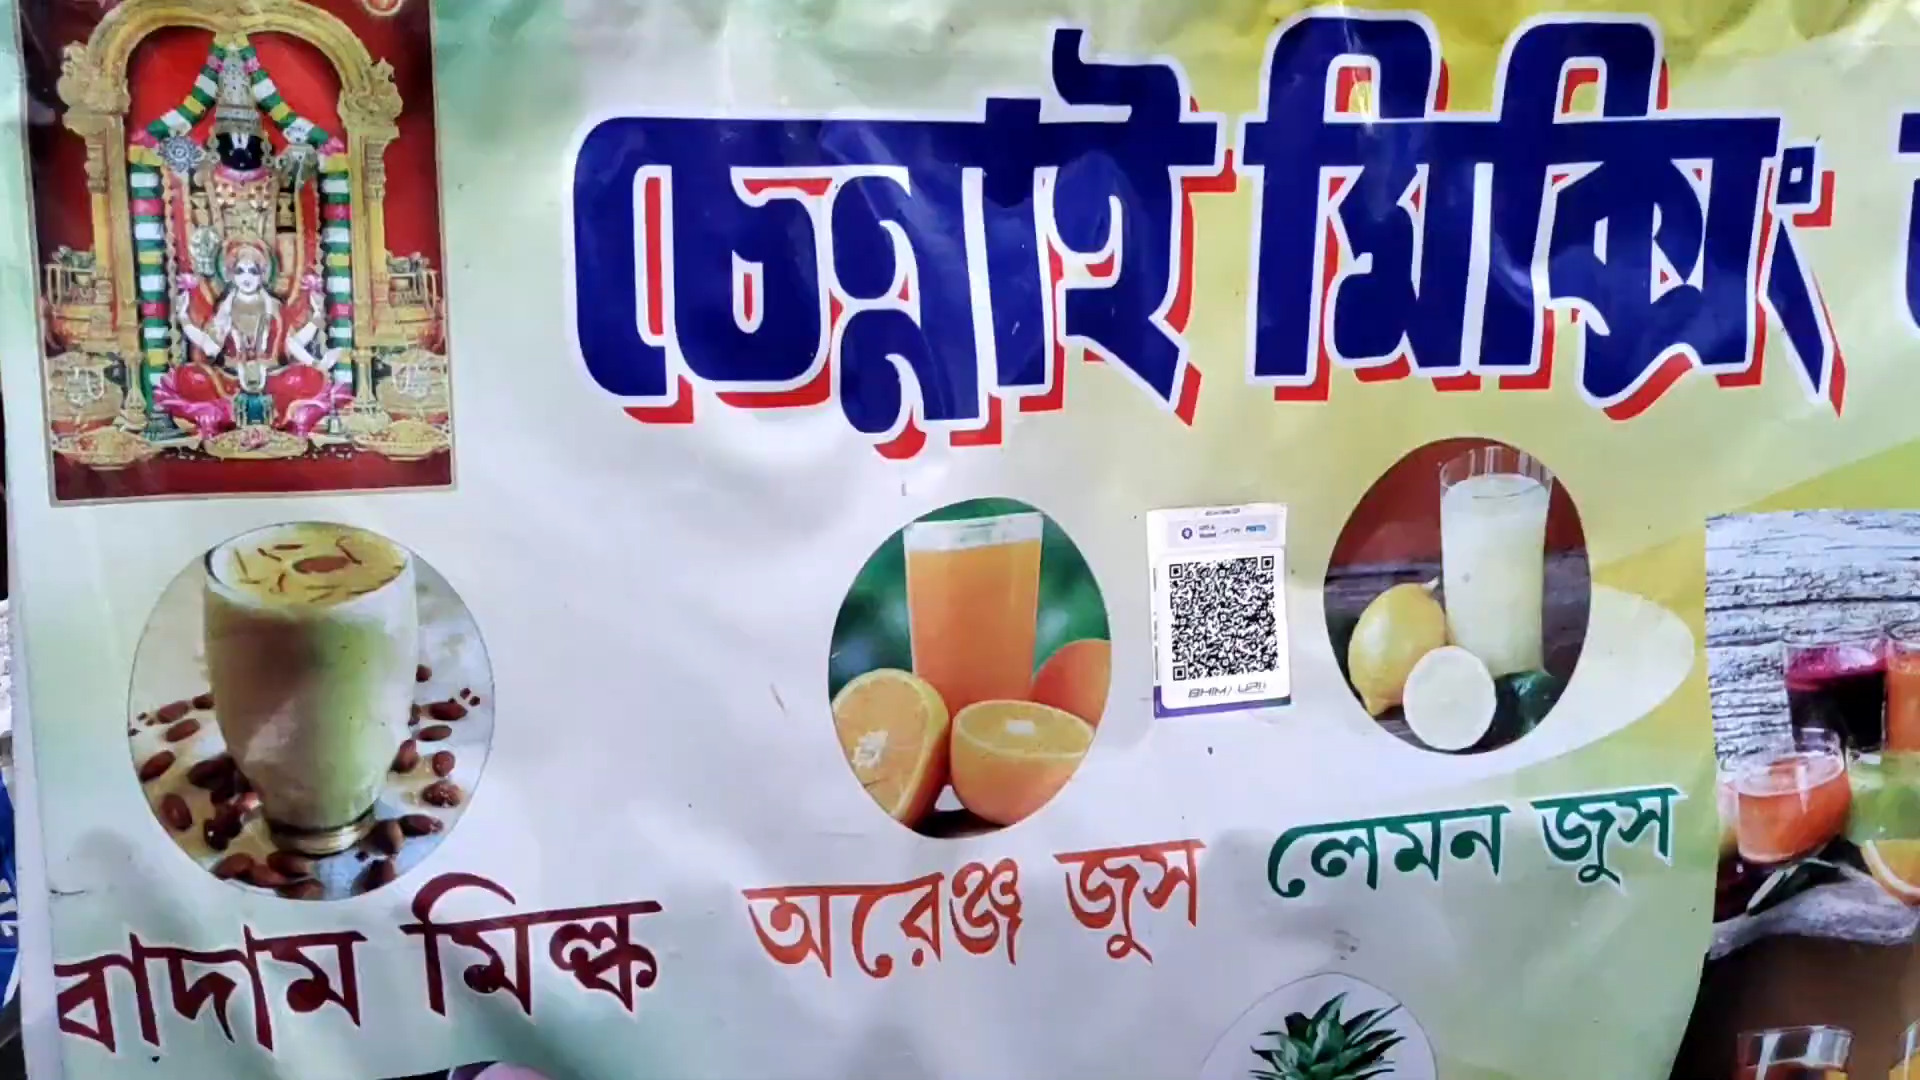 চেন্নাই মিক্সিং
বাদাম মিল্ক
অরেঞ্জ জুস
লেমন জুস
BHIM UPI